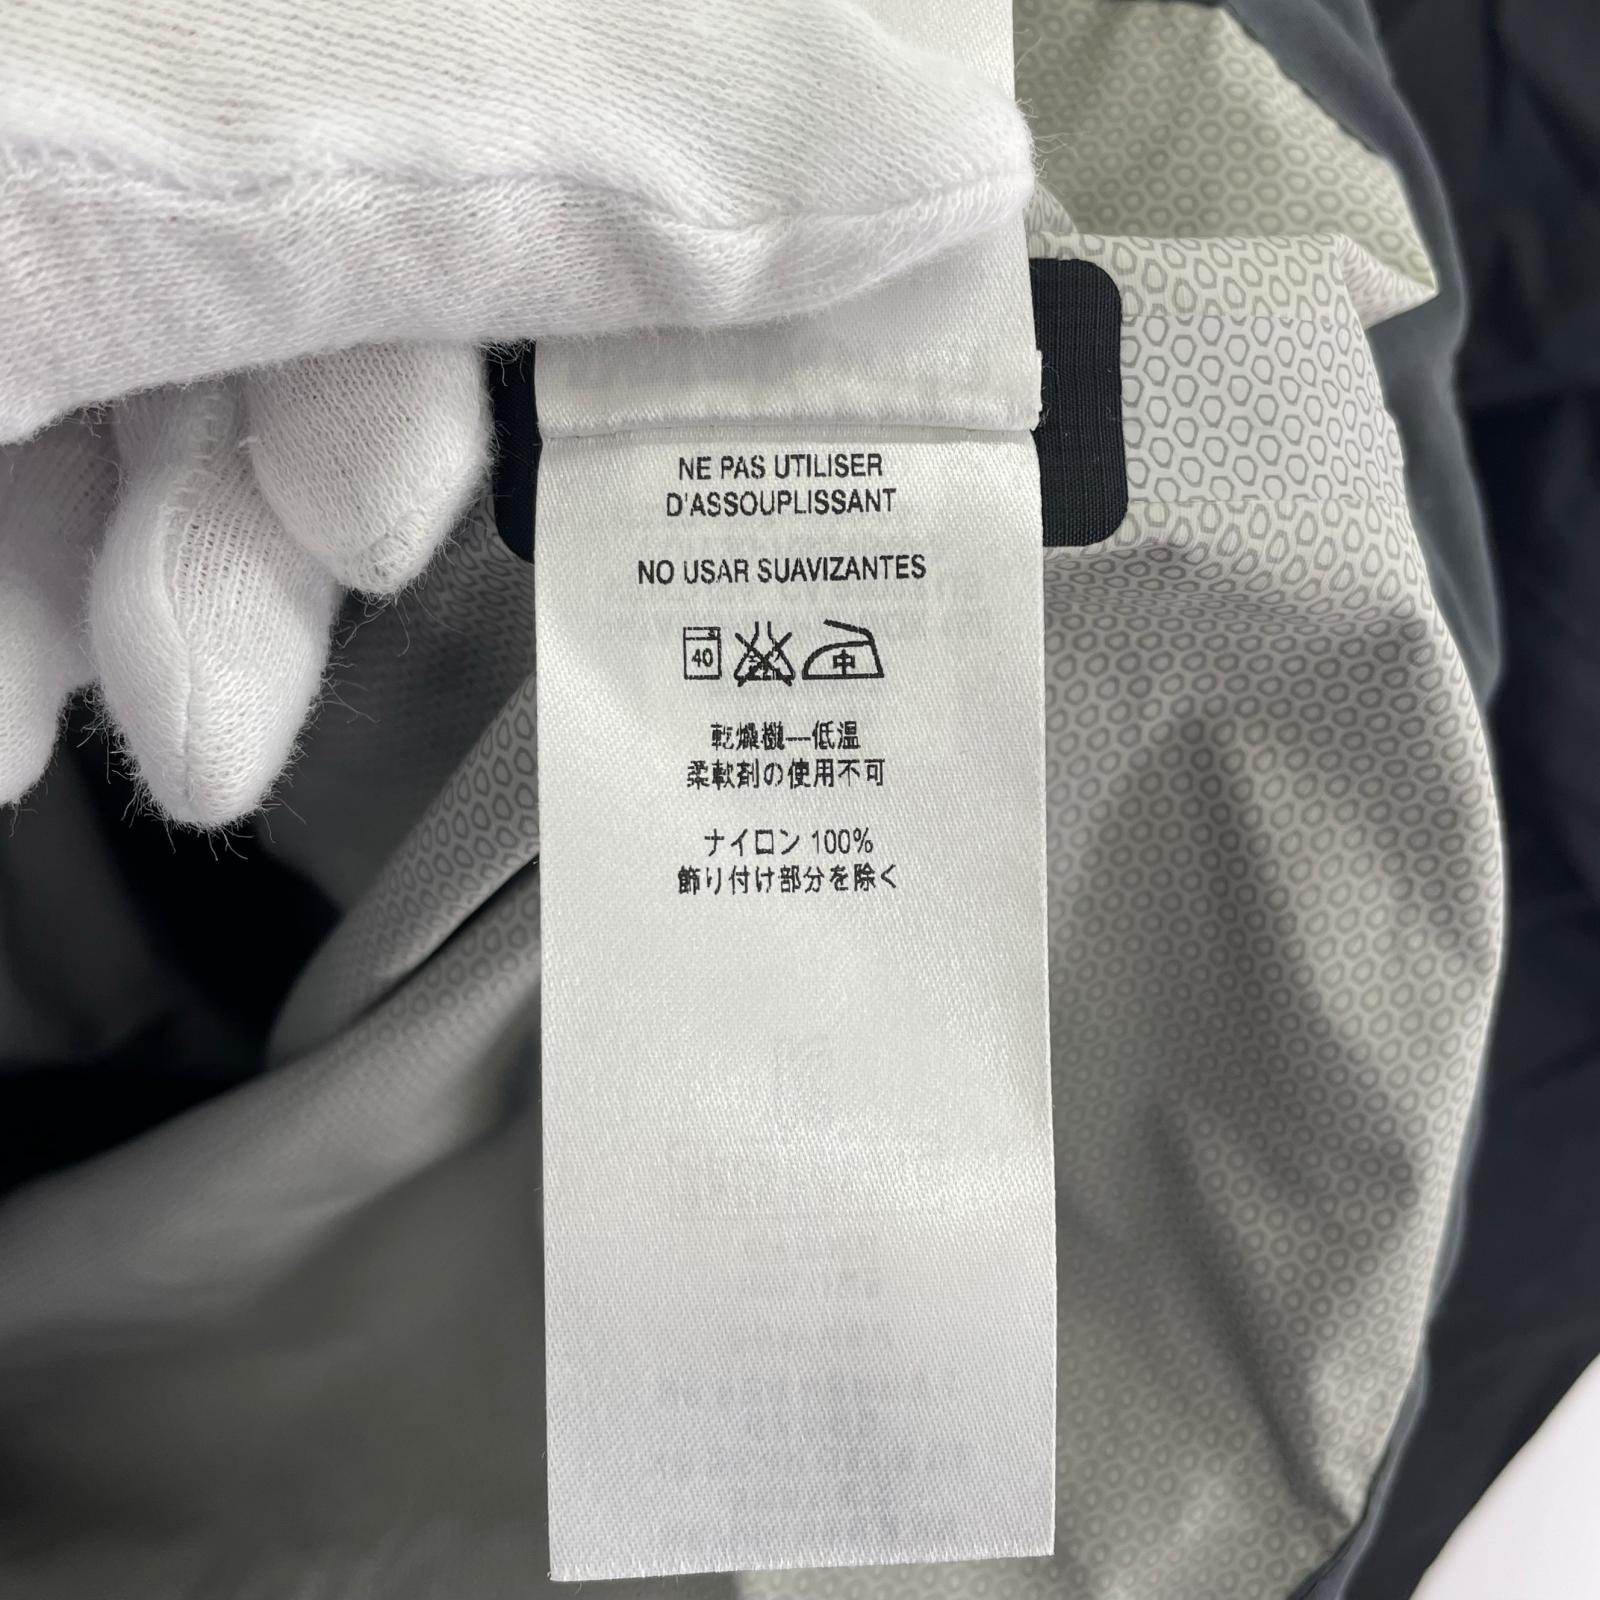 NE PAS UTILISER
D'ASSOUPLISSANT
NO USAR SUAVIZANTES
40 中
乾燥機—低温
柔軟剤の使用不可
ナイロン 100%
飾り付け部分を除く